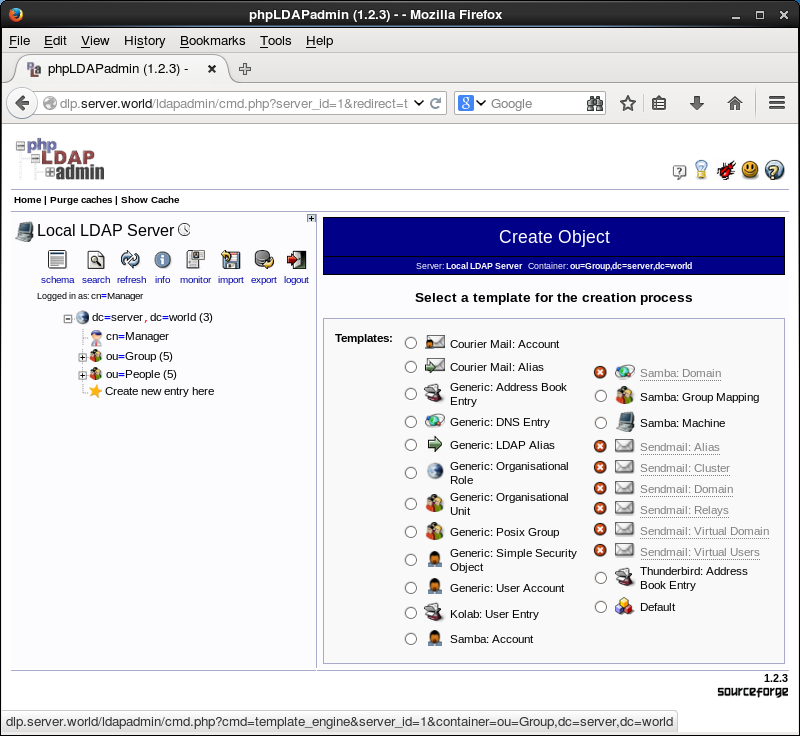 phpLDAPadmin (1.2.3) - - Mozilla Firefox
File Edit View History Bookmarks Tools Help
phpLDAPadmin (1.2.3) -
dlp.server.world/ldapadmin/cmd.php?server_id=1&redirect=t
Google
php
LDAP
admin
Home | Purge caches | Show Cache
Local LDAP Server
schema search refresh info monitor import export logout
Logged in as: cn=Manager
dc=server, dc=world (3)
cn=Manager
ou=Group (5)
ou=People (5)
Create new entry here
Create Object
Server: Local LDAP Server Container: ou=Group,dc=server,dc=world
Select a template for the creation process
Templates:
Courier Mail: Account
Courier Mail: Alias
Generic: Address Book
Entry
Generic: DNS Entry
Generic: LDAP Alias
Generic: Organisational
Role
Generic: Organisational
Unit
Generic: Posix Group
Generic: Simple Security
Object
Generic: User Account
Kolab: User Entry
Samba: Account
Samba: Domain
Samba: Group Mapping
Samba: Machine
Sendmail: Alias
Sendmail: Cluster
Sendmail: Domain
Sendmail: Relays
Sendmail: Virtual Domain
Sendmail: Virtual Users
Thunderbird: Address
Book Entry
Default
1.2.3
sourceforge
dlp.server.world/ldapadmin/cmd.php?cmd=template_engine&server_id=1&container=ou=Group,dc=server,dc=world